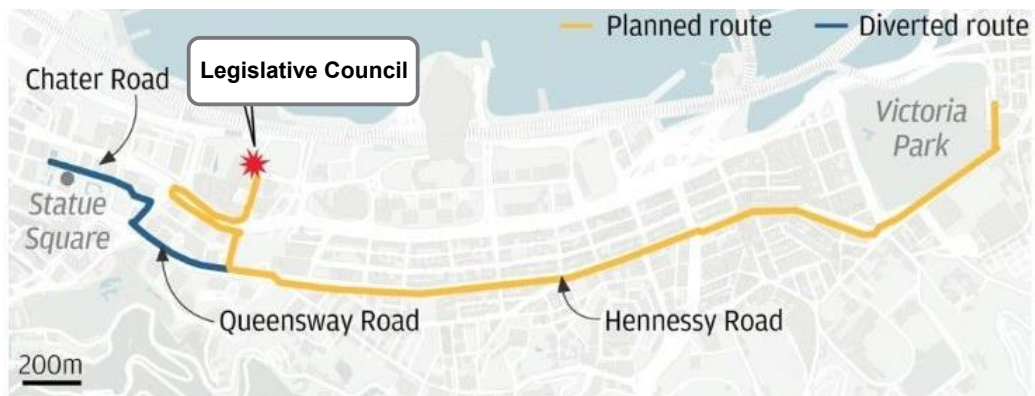 Planned route
Diverted route
Chater Road
Legislative Council
Victoria
Park
Statue
Square
Queensway Road
Hennessy Road
200m